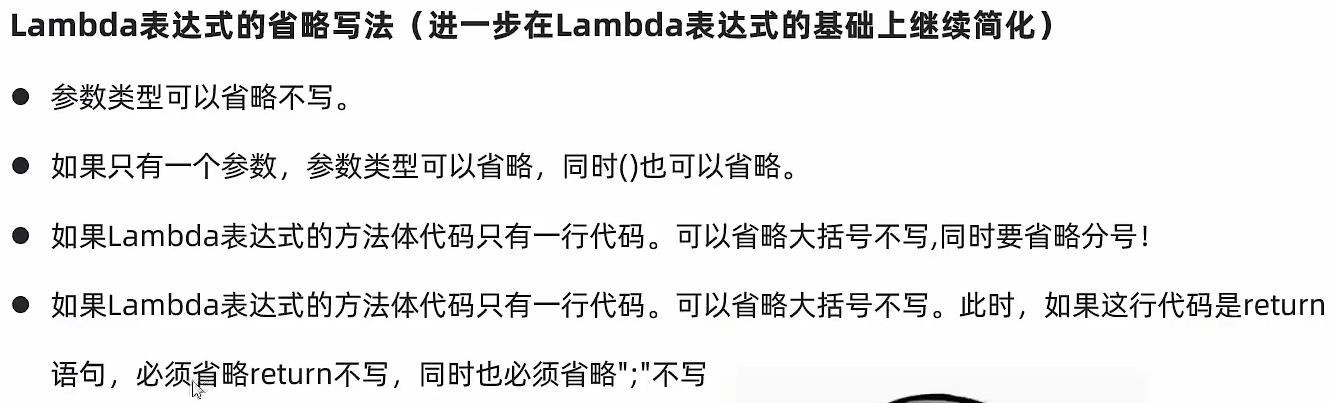 Lambda表达式的省略写法（进一步在Lambda表达式的基础上继续简化）
● 参数类型可以省略不写。
● 如果只有一个参数，参数类型可以省略，同时()也可以省略。
● 如果Lambda表达式的方法体代码只有一行代码。可以省略大括号不写,同时要省略分号！
● 如果Lambda表达式的方法体代码只有一行代码。可以省略大括号不写。此时，如果这行代码是return
语句，必须省略return不写，同时也必须省略";"不写